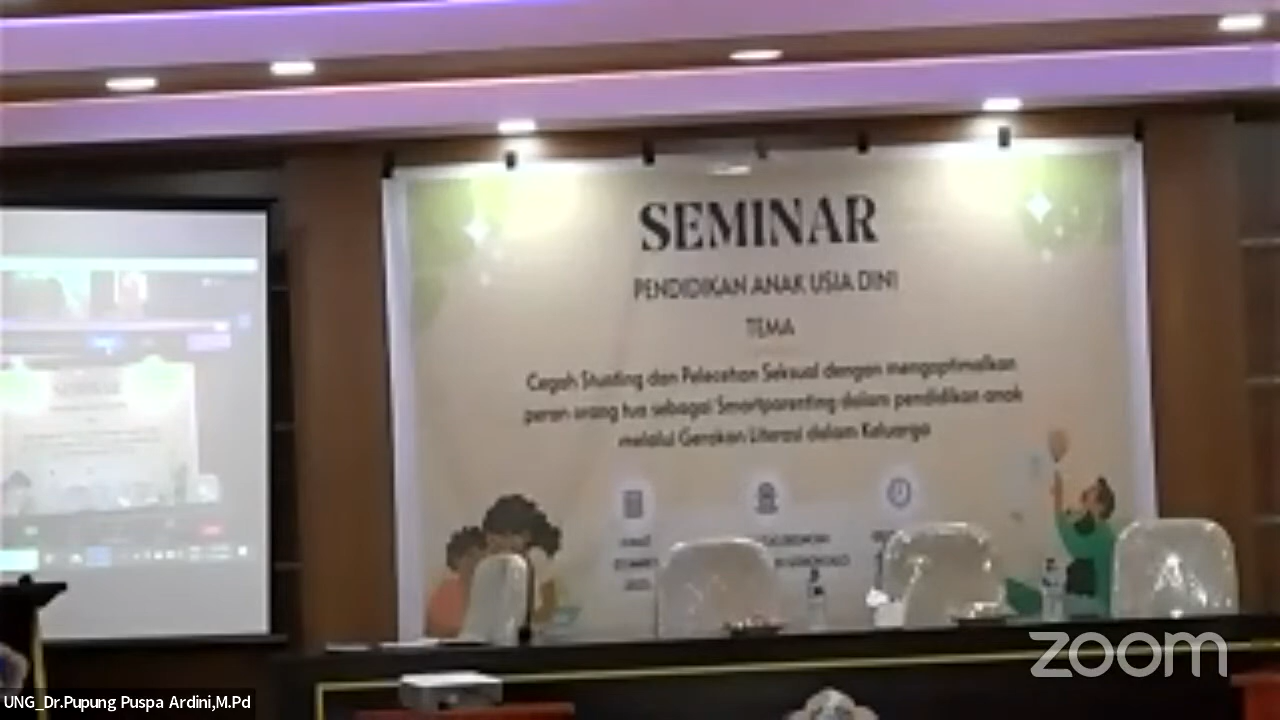 SEMINAR
PENDIDIKAN ANAK USIA DINI
TEMA
Cegah Stunting dan Pelecehan Seksual dengan mengoptimalkan
peran orang tua sebagai Smartparenting dalam pendidikan anak
melalui Gerakan Literasi dalam Keluarga
zoom
UNG_Dr.Pupung Puspa Ardini,M.Pd